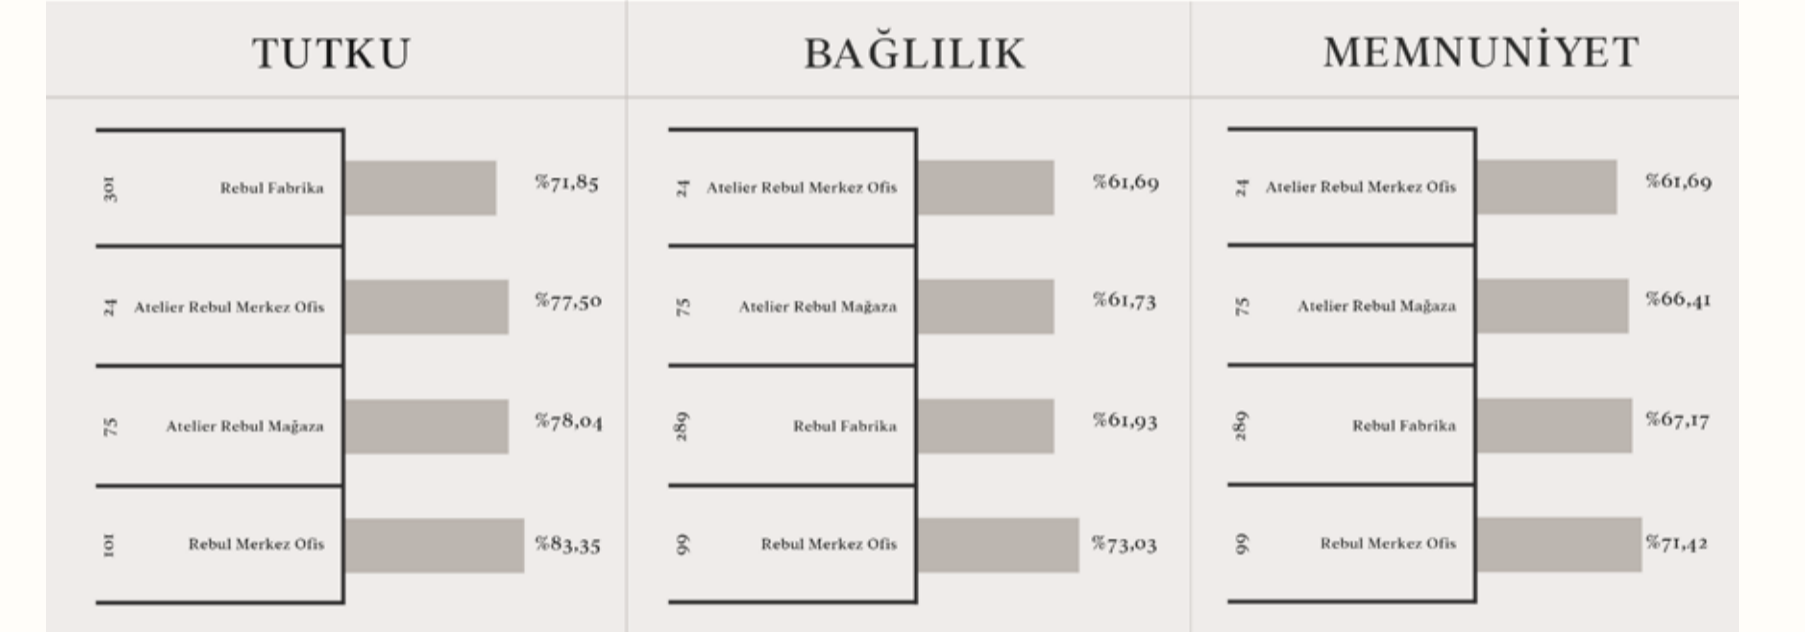 TUTKU
301 Rebul Fabrika %71,85
24 Atelier Rebul Merkez Ofis %77,50
75 Atelier Rebul Mağaza %78,04
101 Rebul Merkez Ofis %83,35
BAĞLILIK
24 Atelier Rebul Merkez Ofis %61,69
75 Atelier Rebul Mağaza %61,73
289 Rebul Fabrika %61,93
99 Rebul Merkez Ofis %73,03
MEMNUNİYET
24 Atelier Rebul Merkez Ofis %61,69
75 Atelier Rebul Mağaza %66,41
289 Rebul Fabrika %67,17
99 Rebul Merkez Ofis %71,42